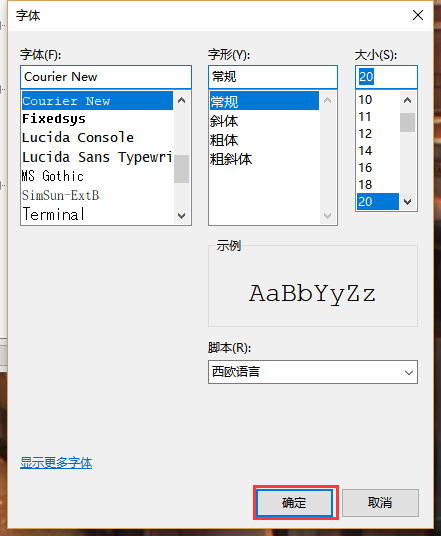 字体
字体(F):
字形(Y):
大小(S):
Courier New
常规
20
Courier New
Fixedsys
Lucida Console
Lucida Sans Typewri
MS Gothic
SimSun-ExtB
Terminal
常规
斜体
粗体
粗斜体
10
11
12
14
16
18
20
示例
AaBbYyZz
脚本(R):
西欧语言
显示更多字体
确定
取消